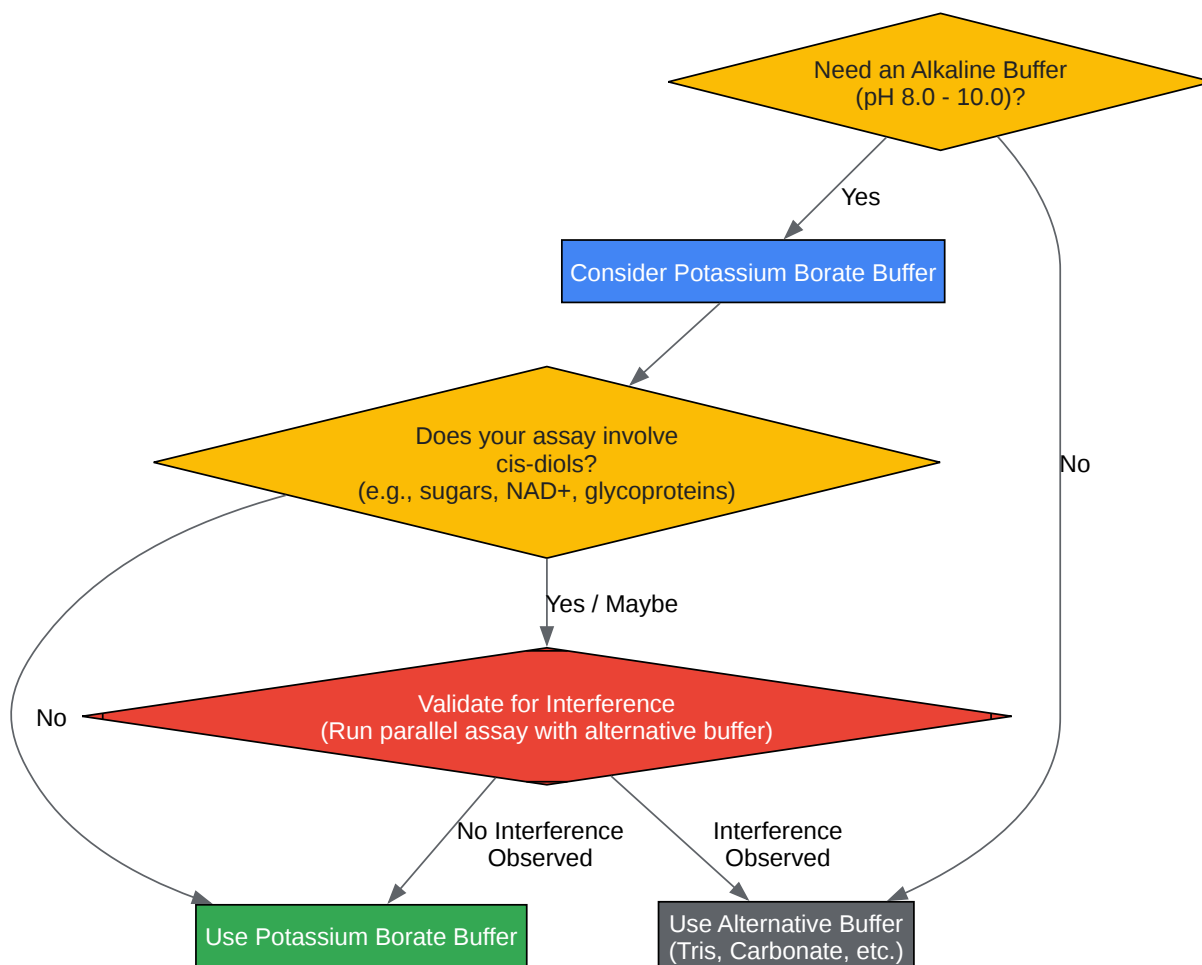 Need an Alkaline Buffer
(pH 8.0 - 10.0)?
Yes
Consider Potassium Borate Buffer
Does your assay involve
cis-diols?
(e.g., sugars, NAD+, glycoproteins)
No
Yes / Maybe
Validate for Interference
(Run parallel assay with alternative buffer)
No
No Interference
Observed
Interference
Observed
Use Potassium Borate Buffer
Use Alternative Buffer
(Tris, Carbonate, etc.)